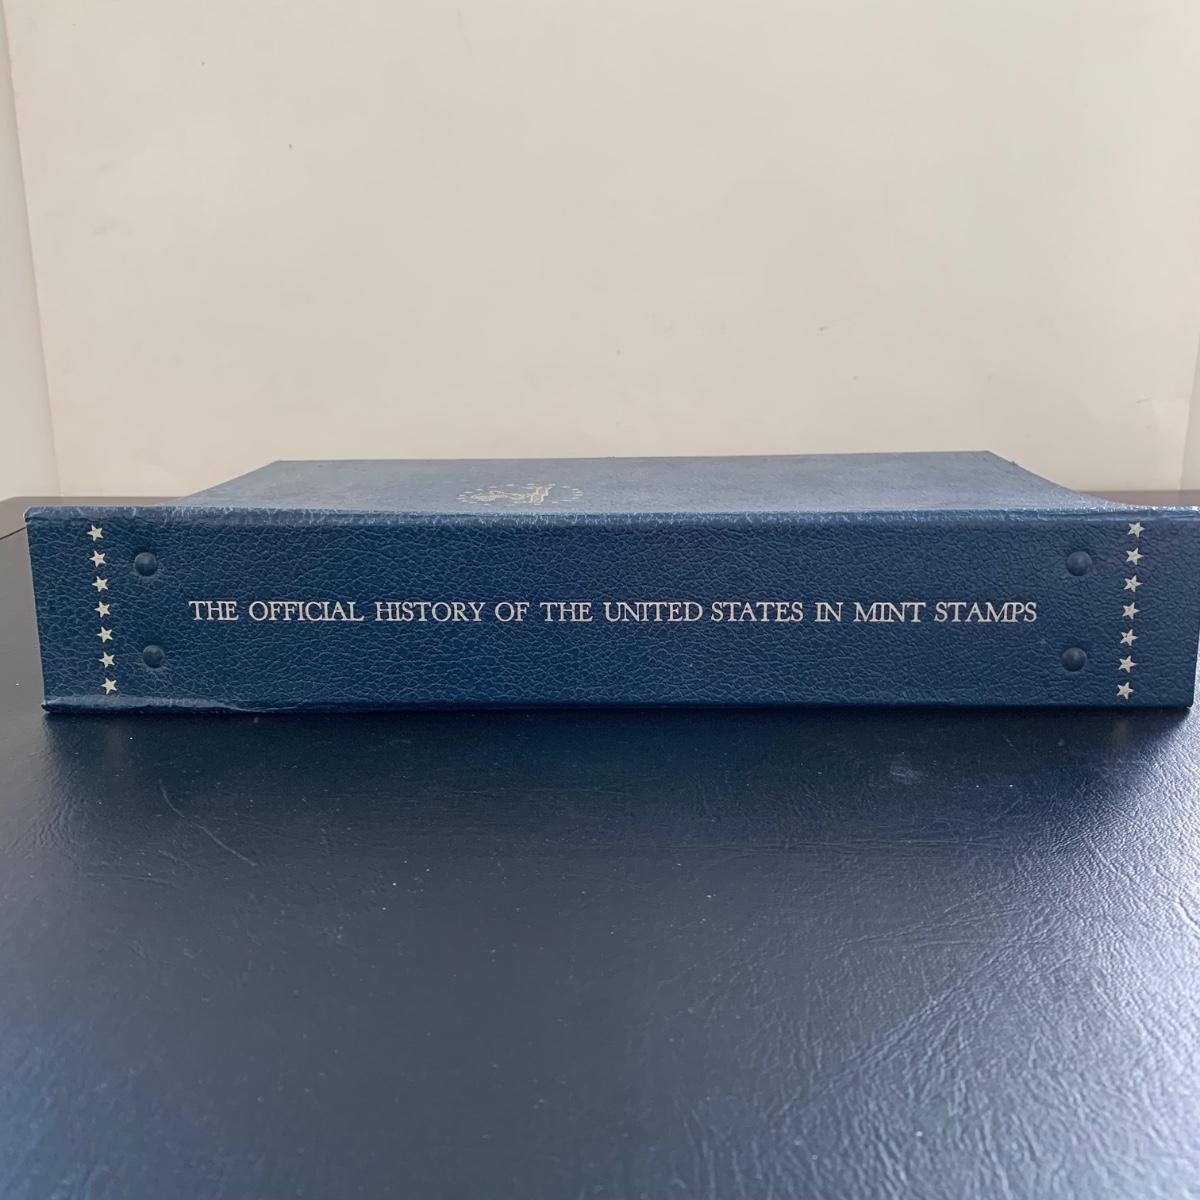 THE OFFICIAL HISTORY OF THE UNITED STATES IN MINT STAMPS